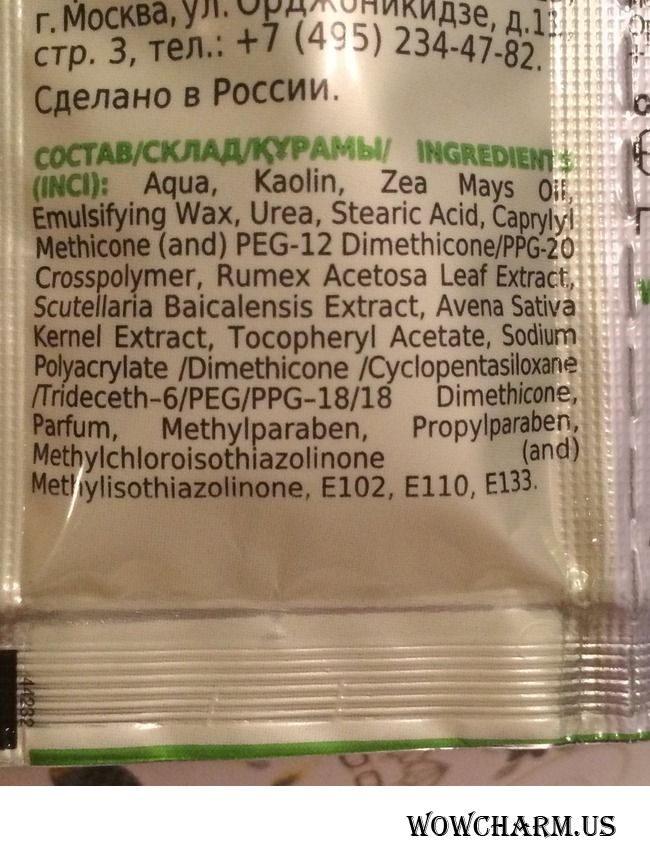 г. Москва, ул. Орджоникидзе, д.11,
стр. 3, тел.: +7 (495) 234-47-82.
Сделано в России.
СОСТАВ/СКЛАД/ҚҰРАМЫ/ INGREDIENTS
(INCI): Aqua, Kaolin, Zea Mays Oil,
Emulsifying Wax, Urea, Stearic Acid, Caprylyl
Methicone (and) PEG-12 Dimethicone/PPG-20
Crosspolymer, Rumex Acetosa Leaf Extract,
Scutellaria Baicalensis Extract, Avena Sativa
Kernel Extract, Tocopheryl Acetate, Sodium
Polyacrylate /Dimethicone /Cyclopentasiloxane
/Trideceth-6/PEG/PPG-18/18 Dimethicone,
Parfum, Methylparaben, Propylparaben,
Methylchloroisothiazolinone (and)
Methylisothiazolinone, E102, E110, E133.
44282
WOWCHARM.US